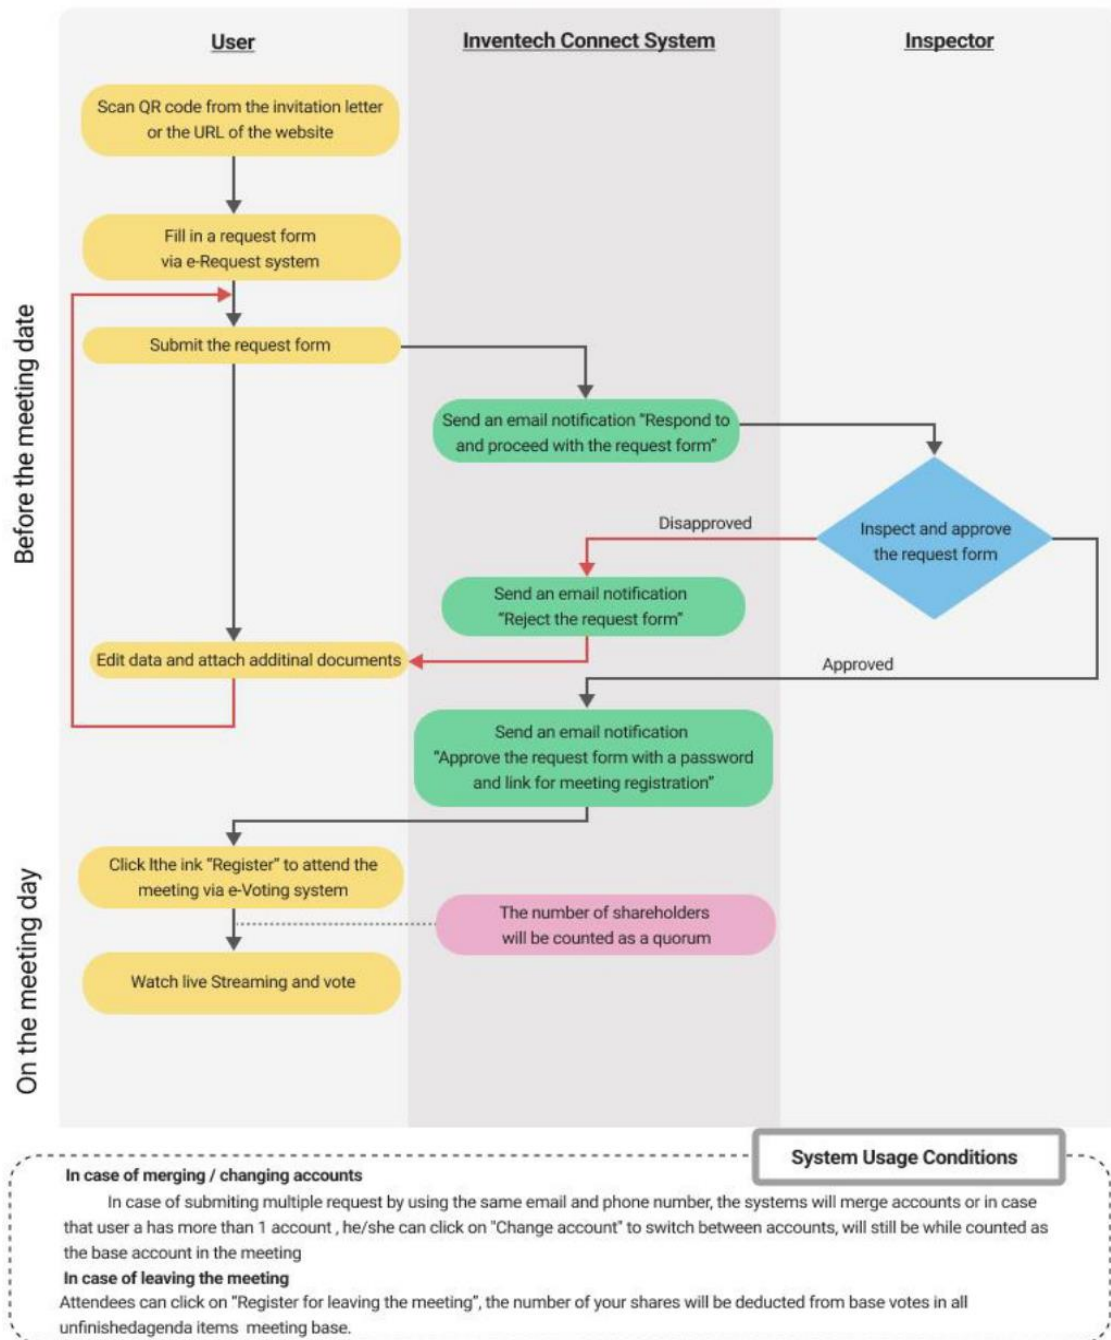 User
Inventech Connect System
Inspector
Before the meeting date
Scan QR code from the invitation letter
or the URL of the website
Fill in a request form
via e-Request system
Submit the request form
Send an email notification “Respond to
and proceed with the request form”
Inspect and approve
the request form
Disapproved
Send an email notification
“Reject the request form”
Edit data and attach additinal documents
Approved
Send an email notification
“Approve the request form with a password
and link for meeting registration”
On the meeting day
Click lthe ink “Register” to attend the
meeting via e-Voting system
The number of shareholders
will be counted as a quorum
Watch live Streaming and vote
System Usage Conditions
In case of merging / changing accounts
In case of submiting multiple request by using the same email and phone number, the systems will merge accounts or in case
that user a has more than 1 account , he/she can click on "Change account" to switch between accounts, will still be while counted as
the base account in the meeting
In case of leaving the meeting
Attendees can click on “Register for leaving the meeting”, the number of your shares will be deducted from base votes in all
unfinishedagenda items meeting base.